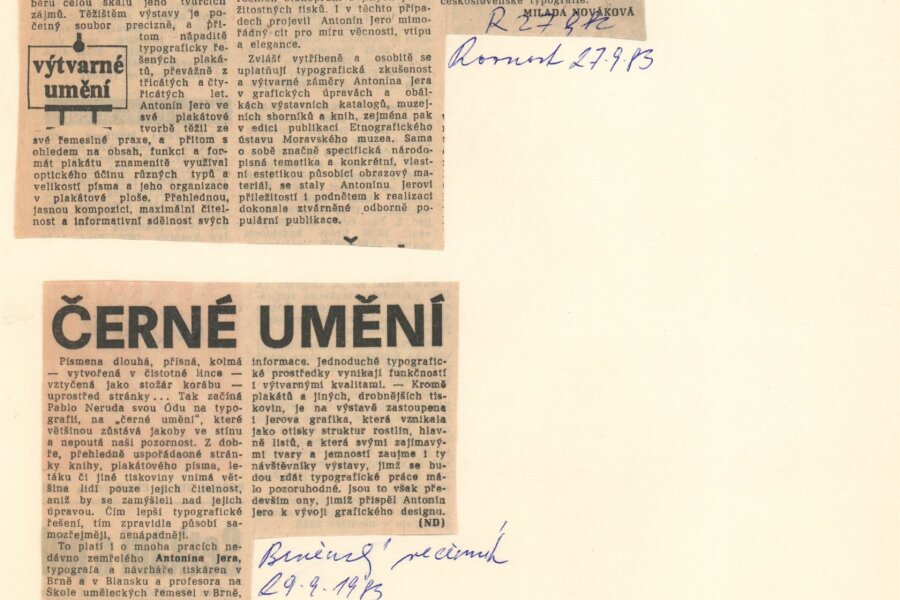 beru celou škálu jeho tvůrčích
zájmů. Těžištěm výstavy je po-
četný soubor precizně, a při-
tom nápaditě
typograficky ře-
šených plaká-
tů, převážně z
třicátých a čty-
řicátých let.
Antonín Jero ve
své plakátové
tvorbě těžil ze
výtvarné
umění
své řemeslné praxe, a přitom s
ohledem na obsah, funkci a for-
mát plakátu znamenitě využíval
optického účinu různých typů a
velikostí písma a jeho organizace
v plakátové ploše. Přehlednou,
jasnou kompozicí, maximální čitel-
nost a informativní sdělnost svých
žitostných tisků. I v těchto přípa-
dech projevil Antonín Jero mimo-
řádný cit pro míru věcnosti, vtipu
a elegance.
Zvlášť vytříbeně a osobitě se
uplatňují typografická zkušenost
a výtvarné záměry Antonína Jera
v grafických úpravách a obál-
kách výstavních katalogů, muzej-
ních sborníků a knih, zejména pak
v edici publikací Etnografického
ústavu Moravského muzea. Sama
o sobě značně specifická národo-
pisná tematika a konkrétní, vlast-
ní estetikou působící obrazový ma-
teriál, se staly Antonínu Jerovi
příležitostí i podnětem k realizaci
dokonale ztvárněné odborně po-
pulární publikace.
československé typografie.
MILADA NOVÁKOVÁ
Rovnost 27.9.83
ČERNÉ UMĚNÍ
Písmena dlouhá, přísná, kolmá
— vytvořená v čistotné lince —
vztyčená jako stožár korábu —
uprostřed stránky... Tak začíná
Pablo Neruda svou Ódu na typo-
grafii, na „černé umění", které
většinou zůstává jakoby ve stínu
a nepoutá naši pozornost. Z dob-
ře, přehledně uspořádaoné strán-
ky knihy, plakátového písma, le-
táku či jiné tiskoviny vnímá vět-
šina lidí pouze jejich čitelnost,
aniž by se zamýšleli nad jejich
úpravou. Čím lepší typografické
řešení, tím zpravidla působí sa-
mozřejměji, nenápadněji.
To platí i o mnoha pracích ne-
dávno zemřelého Antonína Jera,
typografa a návrháře tiskáren v
Brně a v Blansku a profesora na
Škole uměleckých řemesel v Brně,
informace. Jednoduché typografic-
ké prostředky vynikají funkčností
i výtvarnými kvalitami. — Kromě
plakátů a jiných, drobnějších tis-
kovin, je na výstavě zastoupena
i Jerova grafika, která vznikala
jako otisky struktur rostlin, hlav-
ně listů, a která svými zajímavý-
mi tvary a jemností zaujme i ty
návštěvníky výstavy, jimž se bu-
dou zdát typografické práce má-
lo pozoruhodné. Jsou to však pře-
devším ony, jimiž přispěl Antonín
Jero k vývoji grafického designu.
(ND)
Brněnský večerník
29.9.1983